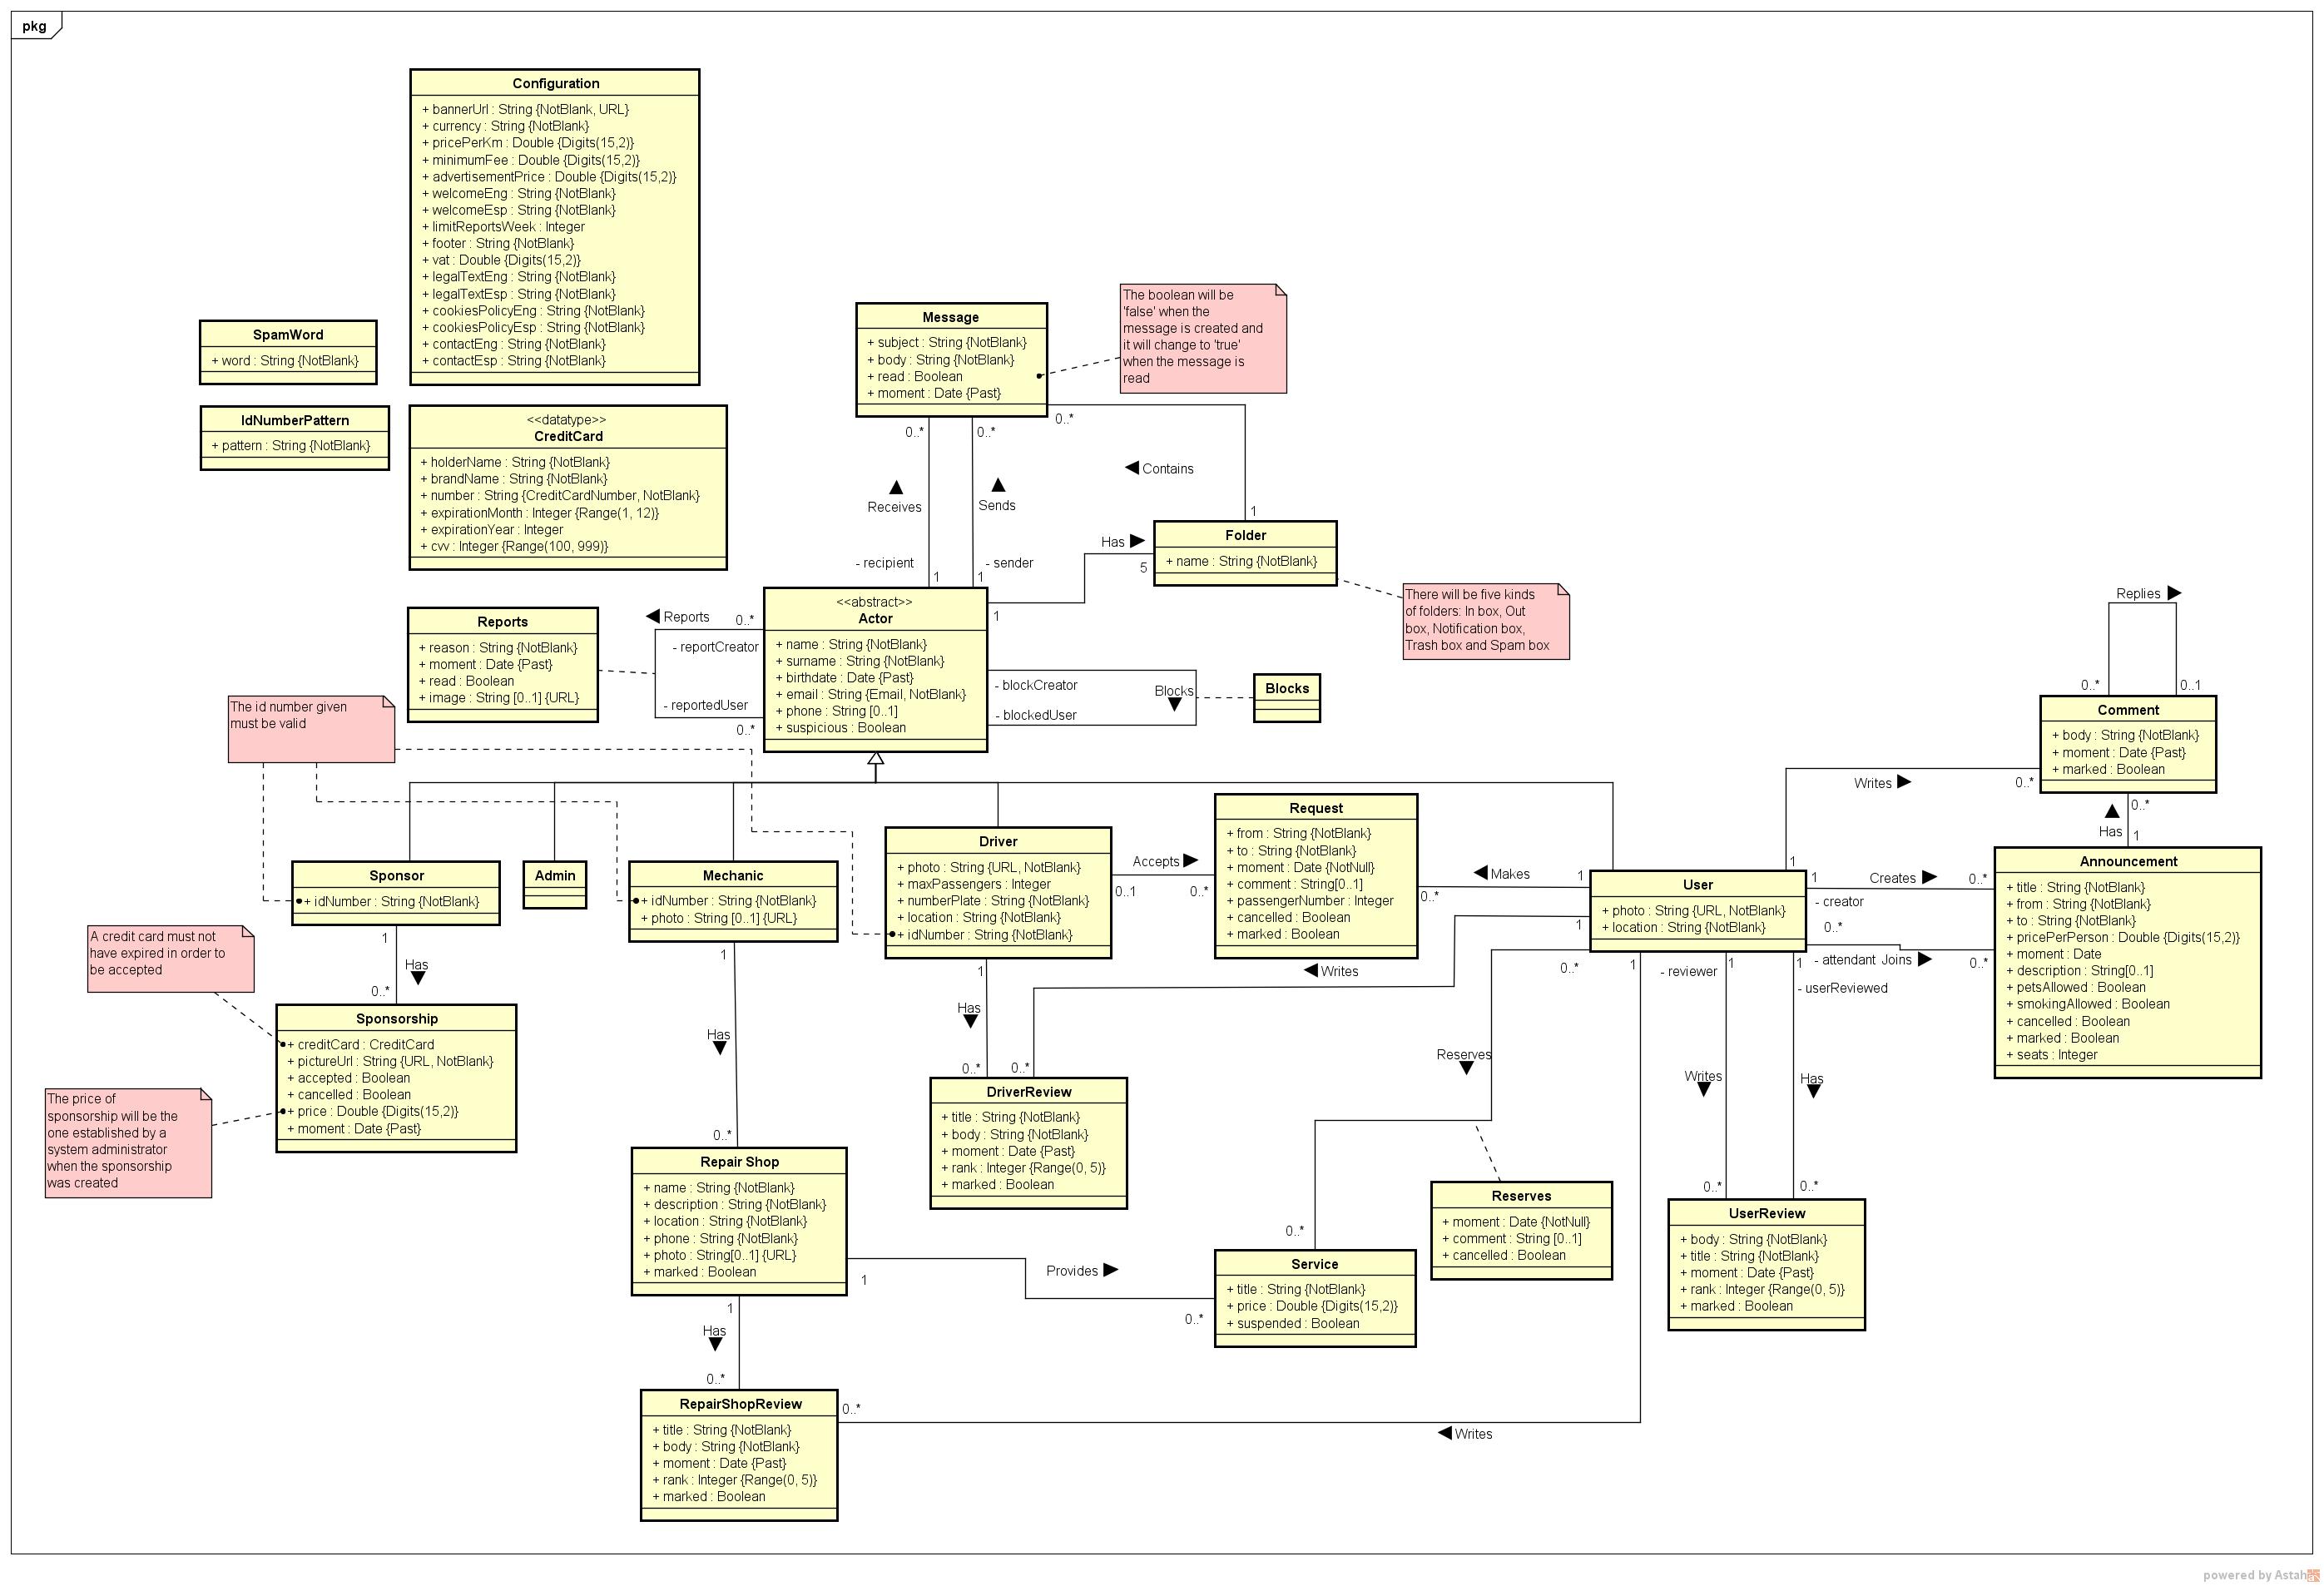 pkg
Configuration
+ bannerUrl : String {NotBlank, URL}
+ currency : String {NotBlank}
+ pricePerKm : Double {Digits(15,2)}
+ minimumFee : Double {Digits(15,2)}
+ advertisementPrice : Double {Digits(15,2)}
+ welcomeEng : String {NotBlank}
+ welcomeEsp : String {NotBlank}
+ limitReportsWeek : Integer
+ footer : String {NotBlank}
+ vat : Double {Digits(15,2)}
+ legalTextEng : String {NotBlank}
+ legalTextEsp : String {NotBlank}
+ cookiesPolicyEng : String {NotBlank}
+ cookiesPolicyEsp : String {NotBlank}
+ contactEng : String {NotBlank}
+ contactEsp : String {NotBlank}
SpamWord
+ word : String {NotBlank}
IdNumberPattern
+ pattern : String {NotBlank}
<<datatype>>
CreditCard
+ holderName : String {NotBlank}
+ brandName : String {NotBlank}
+ number : String {CreditCardNumber, NotBlank}
+ expirationMonth : Integer {Range(1, 12)}
+ expirationYear : Integer
+ cvv : Integer {Range(100, 999)}
Message
+ subject : String {NotBlank}
+ body : String {NotBlank}
+ read : Boolean
+ moment : Date {Past}
The boolean will be
'false' when the
message is created and
it will change to 'true'
when the message is
read
0..*
0..*
0..*
Contains
Receives
Sends
1
Folder
+ name : String {NotBlank}
Has
5
- recipient
- sender
1
1
There will be five kinds
of folders: In box, Out
box, Notification box,
Trash box and Spam box
<<abstract>>
Actor
+ name : String {NotBlank}
+ surname : String {NotBlank}
+ birthdate : Date {Past}
+ email : String {Email, NotBlank}
+ phone : String [0..1]
+ suspicious : Boolean
1
Reports
0..*
- reportCreator
- reportedUser
0..*
Reports
+ reason : String {NotBlank}
+ moment : Date {Past}
+ read : Boolean
+ image : String [0..1] {URL}
- blockCreator
Blocks
- blockedUser
Blocks
The id number given
must be valid
Replies
0..*
0..1
Comment
+ body : String {NotBlank}
+ moment : Date {Past}
+ marked : Boolean
Writes
0..*
0..*
Has
1
1
Sponsor
+ idNumber : String {NotBlank}
Admin
Mechanic
+ idNumber : String {NotBlank}
+ photo : String [0..1] {URL}
Driver
+ photo : String {URL, NotBlank}
+ maxPassengers : Integer
+ numberPlate : String {NotBlank}
+ location : String {NotBlank}
+ idNumber : String {NotBlank}
Accepts
0..1
0..*
Request
+ from : String {NotBlank}
+ to : String {NotBlank}
+ moment : Date {NotNull}
+ comment : String[0..1]
+ passengerNumber : Integer
+ cancelled : Boolean
+ marked : Boolean
Makes
1
0..*
1
User
+ photo : String {URL, NotBlank}
+ location : String {NotBlank}
1
Creates
0..*
- creator
0..*
- attendant
Joins
0..*
Announcement
+ title : String {NotBlank}
+ from : String {NotBlank}
+ to : String {NotBlank}
+ pricePerPerson : Double {Digits(15,2)}
+ moment : Date
+ description : String[0..1]
+ petsAllowed : Boolean
+ smokingAllowed : Boolean
+ cancelled : Boolean
+ marked : Boolean
+ seats : Integer
A credit card must not
have expired in order to
be accepted
1
Has
0..*
Sponsorship
+ creditCard : CreditCard
+ pictureUrl : String {URL, NotBlank}
+ accepted : Boolean
+ cancelled : Boolean
+ price : Double {Digits(15,2)}
+ moment : Date {Past}
The price of
sponsorship will be the
one established by a
system administrator
when the sponsorship
was created
1
Has
0..*
1
Has
0..*
Writes
0..*
DriverReview
+ title : String {NotBlank}
+ body : String {NotBlank}
+ moment : Date {Past}
+ rank : Integer {Range(0, 5)}
+ marked : Boolean
0..*
Reserves
0..*
1
- reviewer
1
1
- userReviewed
Writes
Has
0..*
0..*
Repair Shop
+ name : String {NotBlank}
+ description : String {NotBlank}
+ location : String {NotBlank}
+ phone : String {NotBlank}
+ photo : String[0..1] {URL}
+ marked : Boolean
1
Provides
0..*
Service
+ title : String {NotBlank}
+ price : Double {Digits(15,2)}
+ suspended : Boolean
Reserves
+ moment : Date {NotNull}
+ comment : String [0..1]
+ cancelled : Boolean
UserReview
+ body : String {NotBlank}
+ title : String {NotBlank}
+ moment : Date {Past}
+ rank : Integer {Range(0, 5)}
+ marked : Boolean
1
Has
0..*
RepairShopReview
+ title : String {NotBlank}
+ body : String {NotBlank}
+ moment : Date {Past}
+ rank : Integer {Range(0, 5)}
+ marked : Boolean
0..*
Writes
powered by Astah